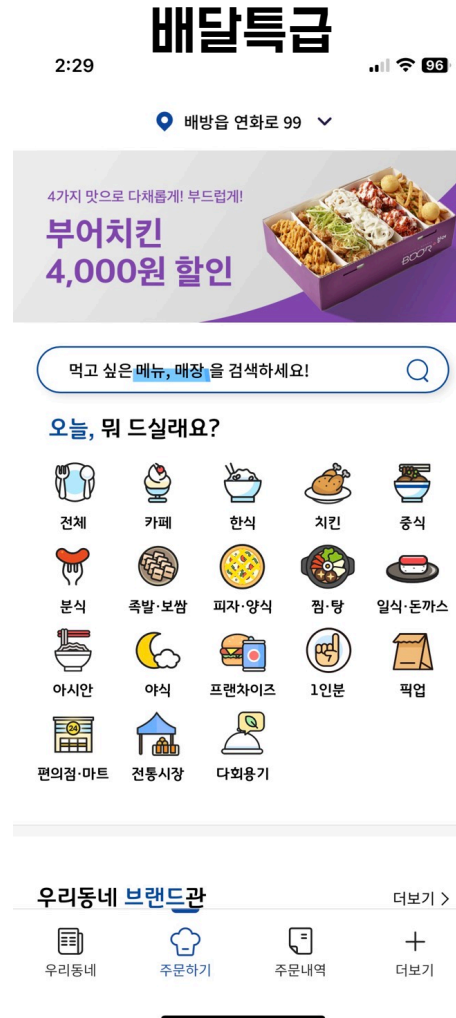 배달특급
2:29
96
배방읍 연화로 99
4가지 맛으로 다채롭게! 부드럽게!
부어치킨
4,000원 할인
BOOR
먹고 싶은 메뉴, 매장 을 검색하세요!
오늘, 뭐 드실래요?
전체 카페 한식 치킨 중식
분식 족발·보쌈 피자·양식 찜·탕 일식·돈까스
아시안 야식 프랜차이즈 1인분 픽업
24
편의점·마트 전통시장 다회용기
우리동네 브랜드관 더보기
우리동네 주문하기 주문내역 더보기